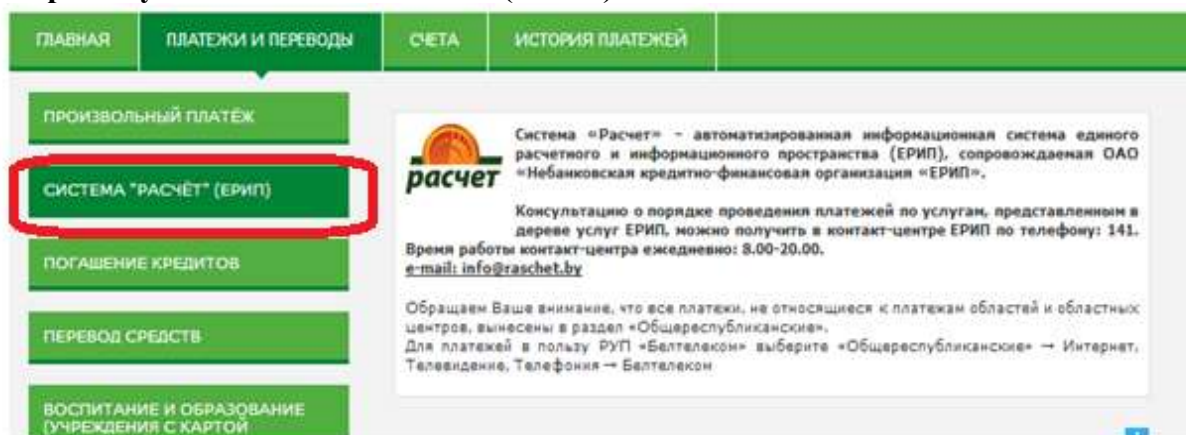 ГЛАВНАЯ
ПЛАТЕЖИ И ПЕРЕВОДЫ
СЧЕТА
ИСТОРИЯ ПЛАТЕЖЕЙ
ПРОИЗВОЛЬНЫЙ ПЛАТЁЖ
СИСТЕМА "РАСЧЁТ" (ЕРИП)
ПОГАШЕНИЕ КРЕДИТОВ
ПЕРЕВОД СРЕДСТВ
ВОСПИТАНИЕ И ОБРАЗОВАНИЕ
(УЧРЕЖДЕНИЯ С КАРТОЙ
расчет
Система «Расчет» – автоматизированная информационная система единого
расчетного и информационного пространства (ЕРИП), сопровождаемая ОАО
«Небанковская кредитно-финансовая организация «ЕРИП».
Консультацию о порядке проведения платежей по услугам, представленным в
дереве услуг ЕРИП, можно получить в контакт-центре ЕРИП по телефону: 141.
Время работы контакт-центра ежедневно: 8.00-20.00.
e-mail: info@raschet.by
Обращаем Ваше внимание, что все платежи, не относящиеся к платежам областей и областных
центров, вынесены в раздел «Общереспубликанские».
Для платежей в пользу РУП «Белтелеком» выберите «Общереспубликанские» → Интернет,
Телевидение, Телефония → Белтелеком